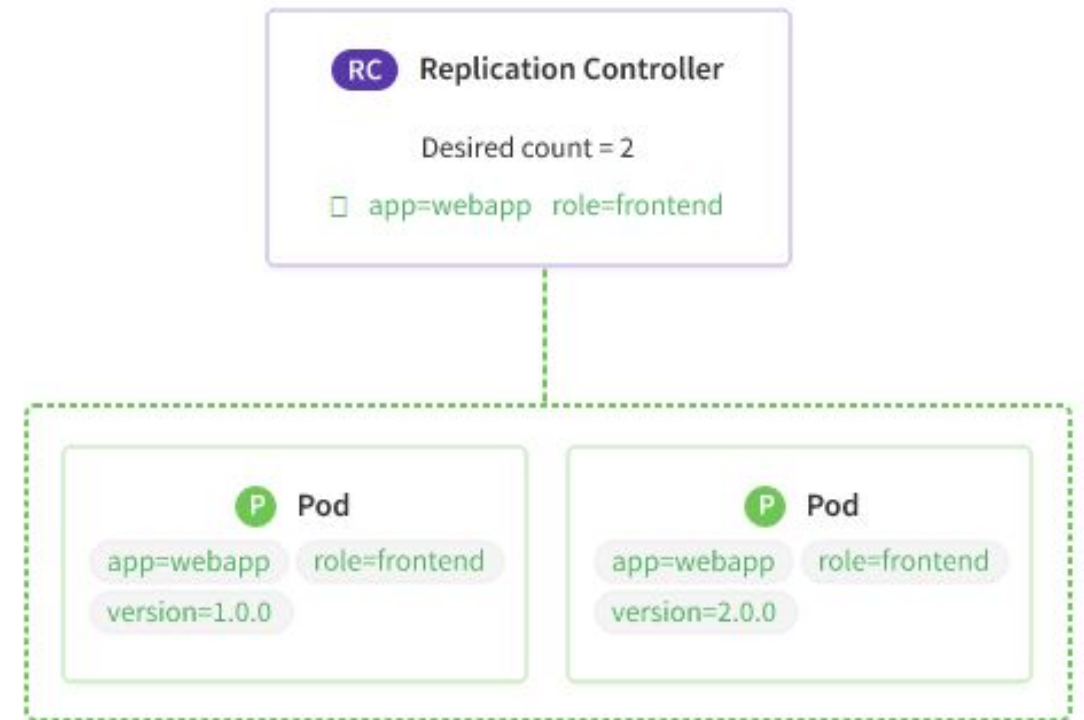 RC Replication Controller
Desired count = 2
app=webapp role=frontend
P Pod
app=webapp role=frontend
version=1.0.0
P Pod
app=webapp role=frontend
version=2.0.0